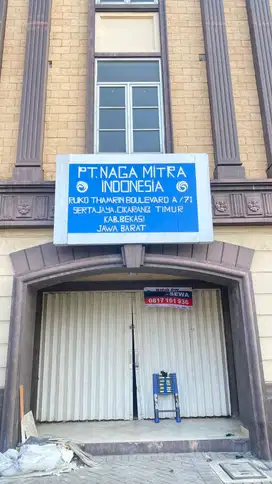 PT. NAGA MITRA
INDONESIA
RUKO THAMRIN BOULEVARD A/71
SERTAJAYA.CIKARANG TIMUR
KAB.BEKASI
JAWA BARAT
SEWA